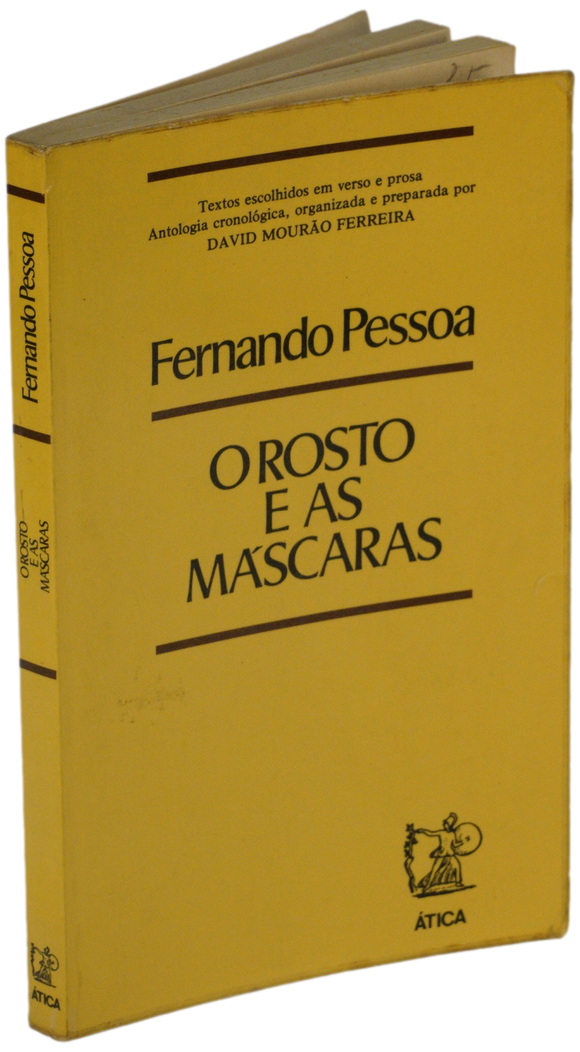 Textos escolhidos em verso e prosa
Antologia cronológica, organizada e preparada por
DAVID MOURÃO FERREIRA
Fernando Pessoa
O ROSTO
E AS
MÁSCARAS
ÁTICA
Fernando Pessoa
O ROSTO
E AS
MÁSCARAS
ÁTICA